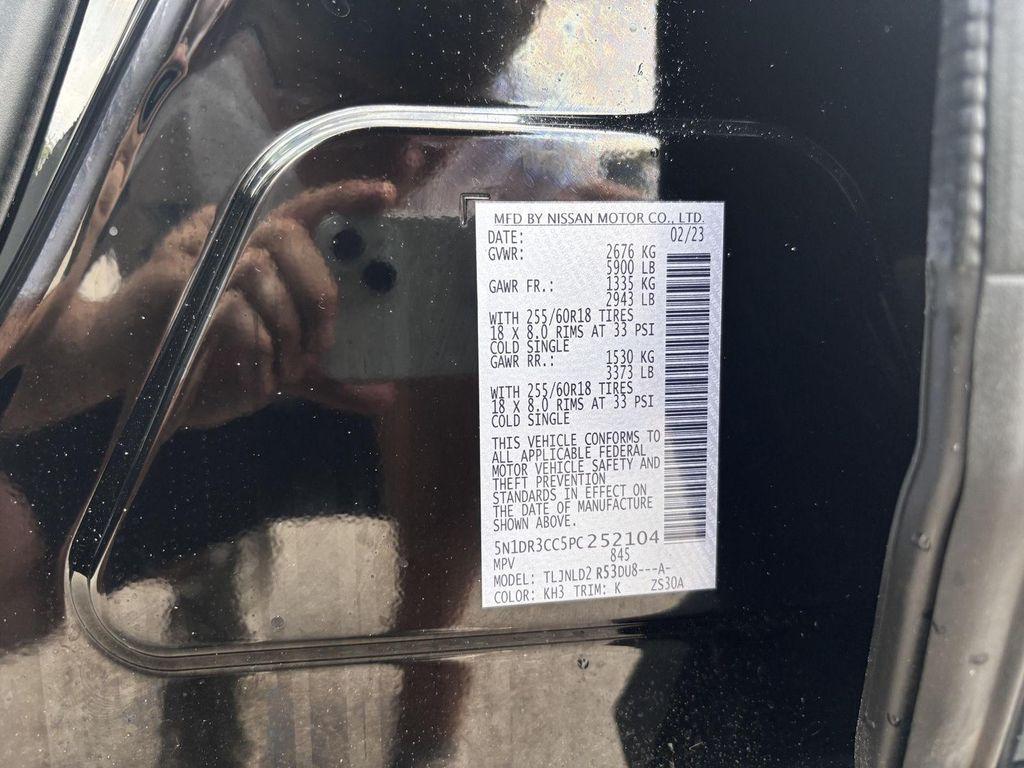 MFD BY NISSAN MOTOR CO., LTD.
DATE: 02/23
GVWR: 2676 KG
5900 LB
GAWR FR.: 1335 KG
2943 LB
WITH 255/60R18 TIRES
18 X 8.0 RIMS AT 33 PSI
COLD SINGLE
GAWR RR.: 1530 KG
3373 LB
WITH 255/60R18 TIRES
18 X 8.0 RIMS AT 33 PSI
COLD SINGLE
THIS VEHICLE CONFORMS TO
ALL APPLICABLE FEDERAL
MOTOR VEHICLE SAFETY AND
THEFT PREVENTION
STANDARDS IN EFFECT ON
THE DATE OF MANUFACTURE
SHOWN ABOVE.
5N1DR3CC5PC252104
MPV 845
MODEL: TLJNLD2 R53DU8---A-
COLOR: KH3 TRIM: K ZS30A